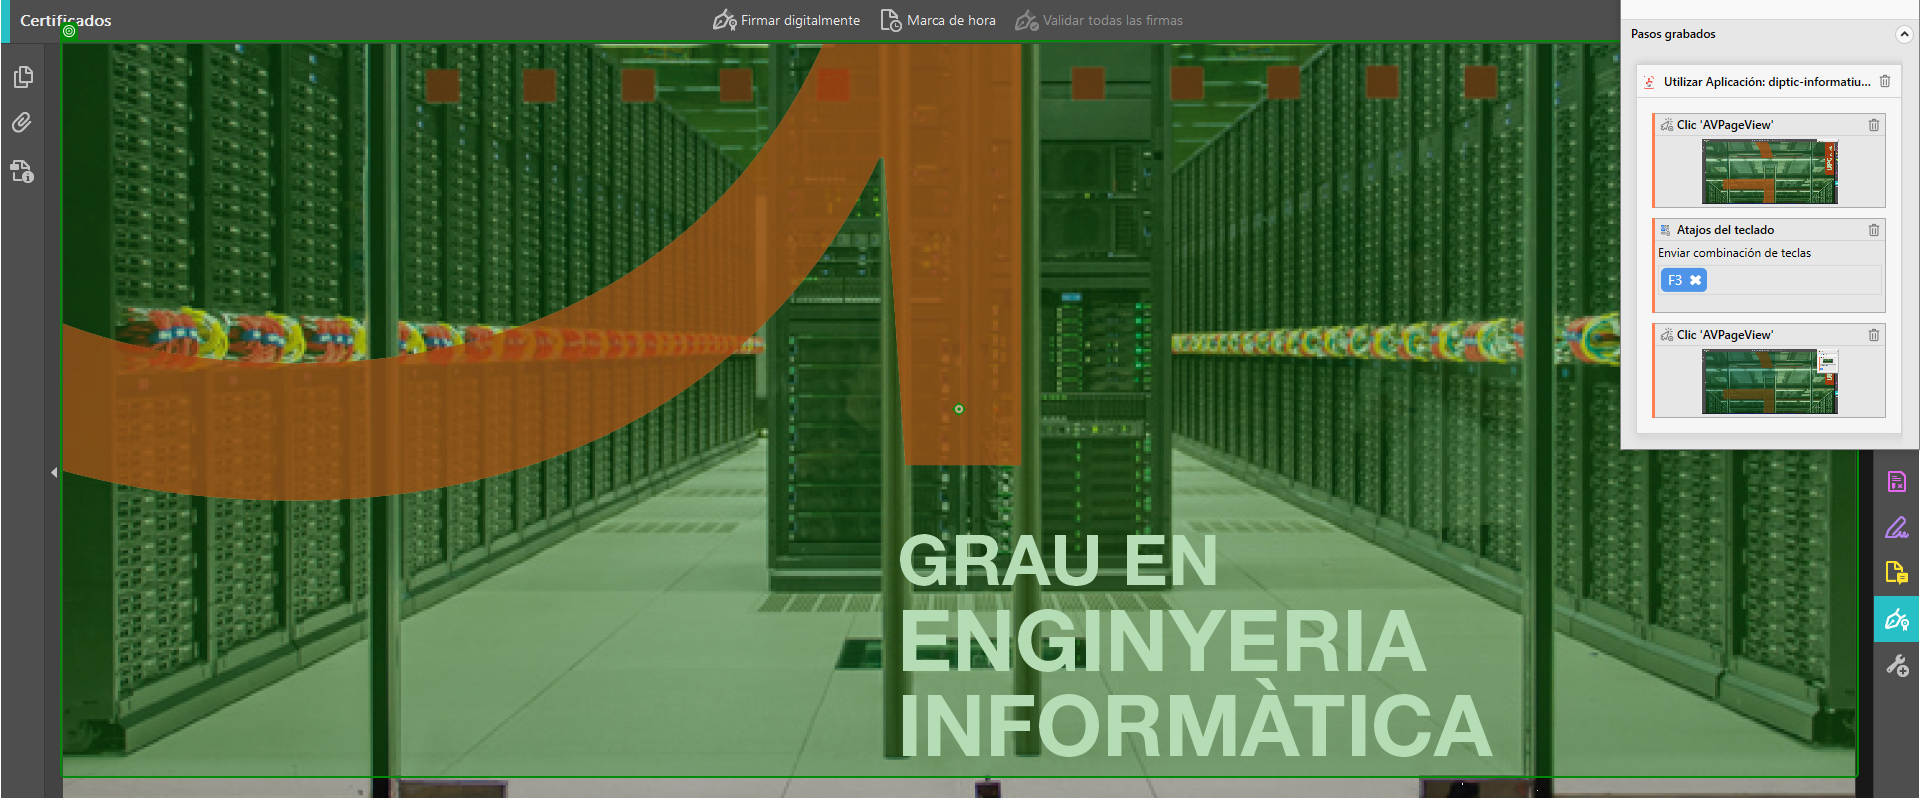 Certificados
Firmar digitalmente
Marca de hora
Validar todas las firmas
Pasos grabados
Utilizar Aplicación: diptic-informatiu...
Clic 'AVPageView'
Atajos del teclado
Enviar combinación de teclas
F3
Clic 'AVPageView'
GRAU EN
ENGINYERIA
INFORMÀTICA